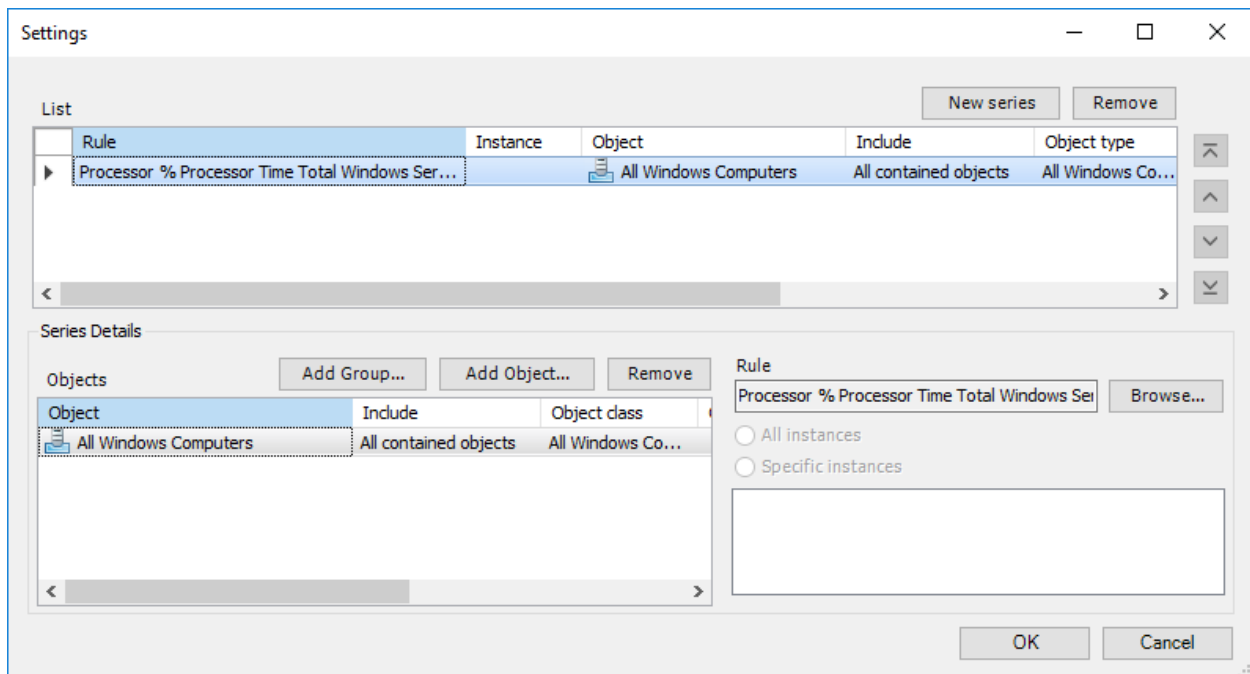 Settings
List
New series Remove
Rule Instance Object Include Object type
Processor % Processor Time Total Windows Ser... All Windows Computers All contained objects All Windows Co...
Series Details
Objects Add Group... Add Object... Remove
Object Include Object class
All Windows Computers All contained objects All Windows Co...
Rule
Processor % Processor Time Total Windows Ser Browse...
All instances
Specific instances
OK Cancel